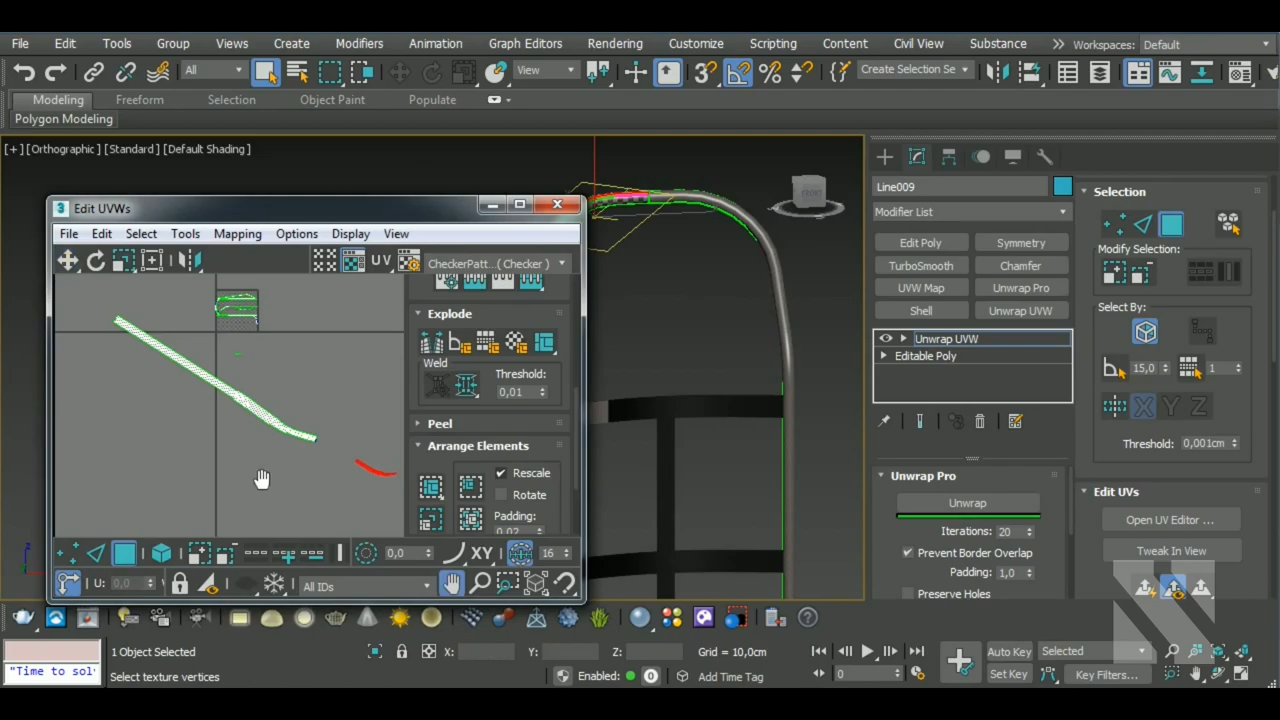 File Edit Tools Group Views Create Modifiers Animation Graph Editors Rendering Customize Scripting Content Civil View Substance Workspaces: Default
All View Create Selection Se
Modeling Freeform Selection Object Paint Populate
Polygon Modeling
[+] [Orthographic] [Standard] [Default Shading]
FRONT
Edit UVWs
File Edit Select Tools Mapping Options Display View
UV CheckerPatt...( Checker )
Explode
Weld Threshold:
0,01
Peel
Arrange Elements
Rescale
Rotate
Padding:
0,02
0,0 XY 16
U: 0,0 All IDs
Line009
Modifier List
Edit Poly Symmetry
TurboSmooth Chamfer
UVW Map Unwrap Pro
Shell Unwrap UVW
Unwrap UVW
Editable Poly
Unwrap Pro
Unwrap
Iterations: 20
Prevent Border Overlap
Padding: 1,0
Preserve Holes
Selection
Modify Selection:
Select By:
15,0 1
X Y Z
Threshold: 0,001cm
Edit UVs
Open UV Editor ...
Tweak In View
"Time to sol
1 Object Selected X: Y: Z: Grid = 10,0cm Auto Key Selected
Select texture vertices Enabled: 0 Add Time Tag 0 Set Key Key Filters...